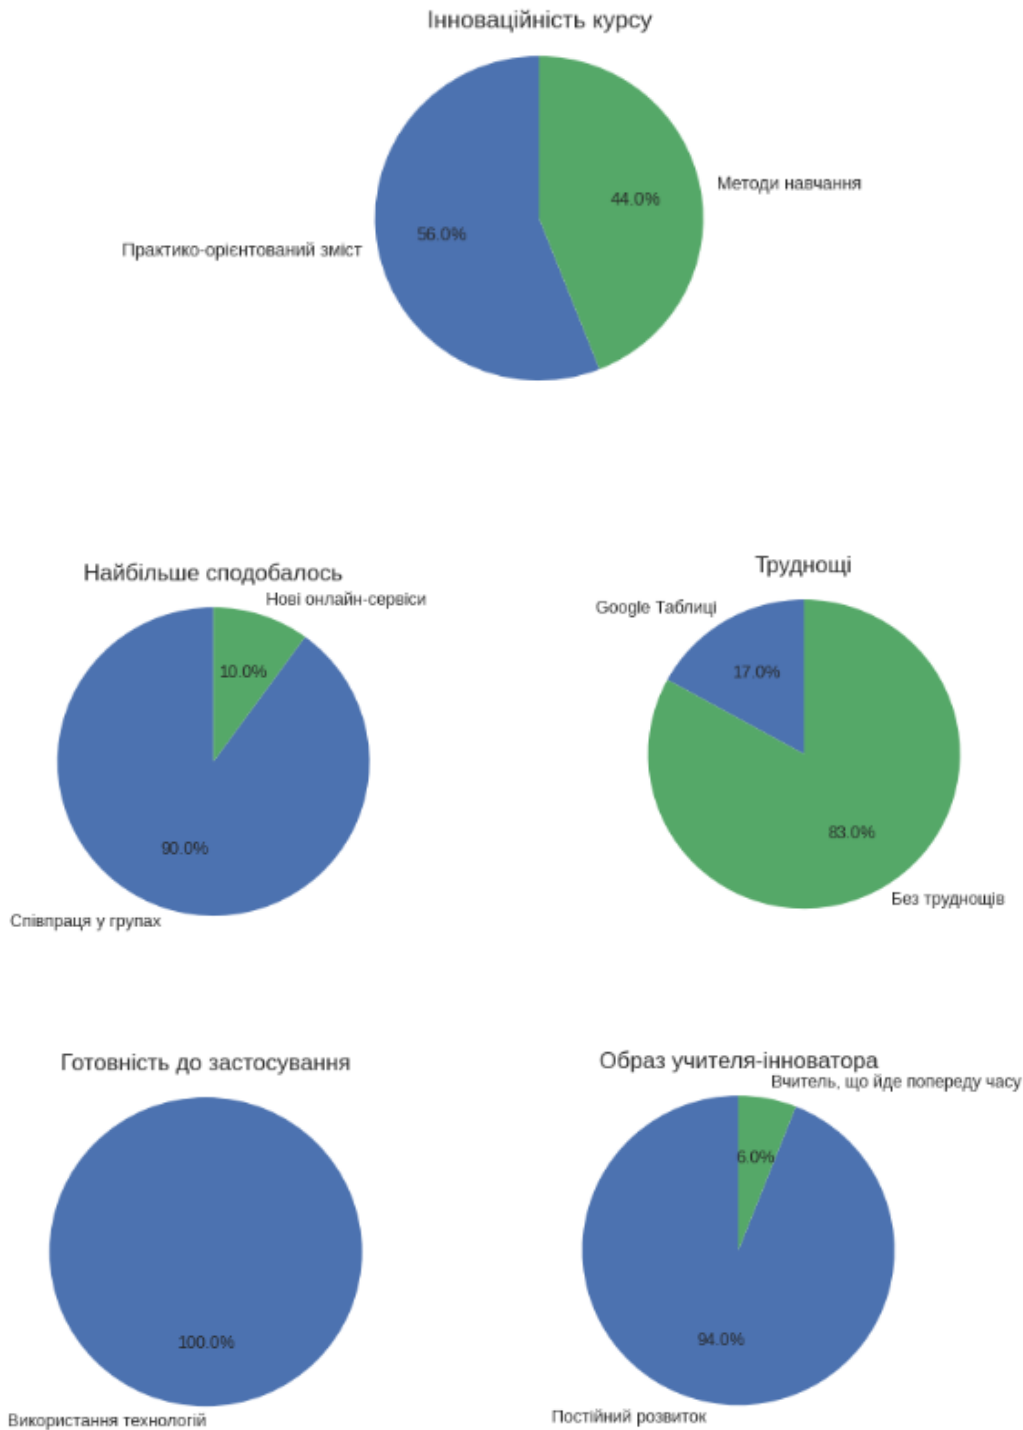 Інноваційність курсу
Методи навчання
44.0%
56.0%
Практико-орієнтований зміст
Найбільше сподобалось
Нові онлайн-сервіси
10.0%
90.0%
Співпраця у групах
Труднощі
Google Таблиці
17.0%
83.0%
Без труднощів
Готовність до застосування
100.0%
Використання технологій
Образ учителя-інноватора
Вчитель, що йде попереду часу
6.0%
94.0%
Постійний розвиток